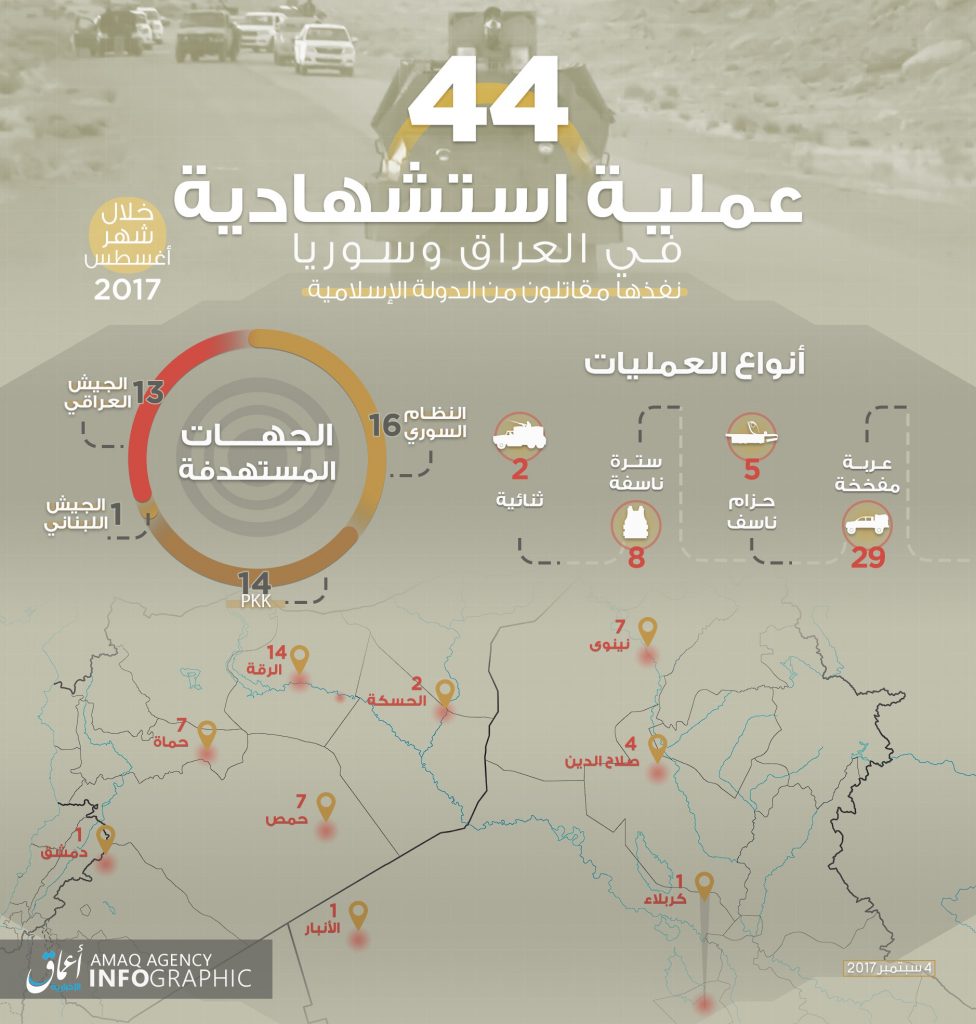 44
عملية استشهادية
في العراق وسوريا
نفذها مقاتلون من الدولة الإسلامية
خلال
شهر
أغسطس
2017
أنواع العمليات
عربة
مفخخة
29
5
حزام
ناسف
سترة
ناسفة
8
2
ثنائية
الجهات
المستهدفة
16 النظام
السوري
13 الجيش
العراقي
1 الجيش
اللبناني
14
PKK
7
نينوى
14
الرقة
2
الحسكة
7
حماة
4
صلاح الدين
7
حمص
1
دمشق
1
كربلاء
1
الأنبار
4 سبتمبر 2017
أعماق
الإخبارية
AMAQ AGENCY
INFOGRAPHIC